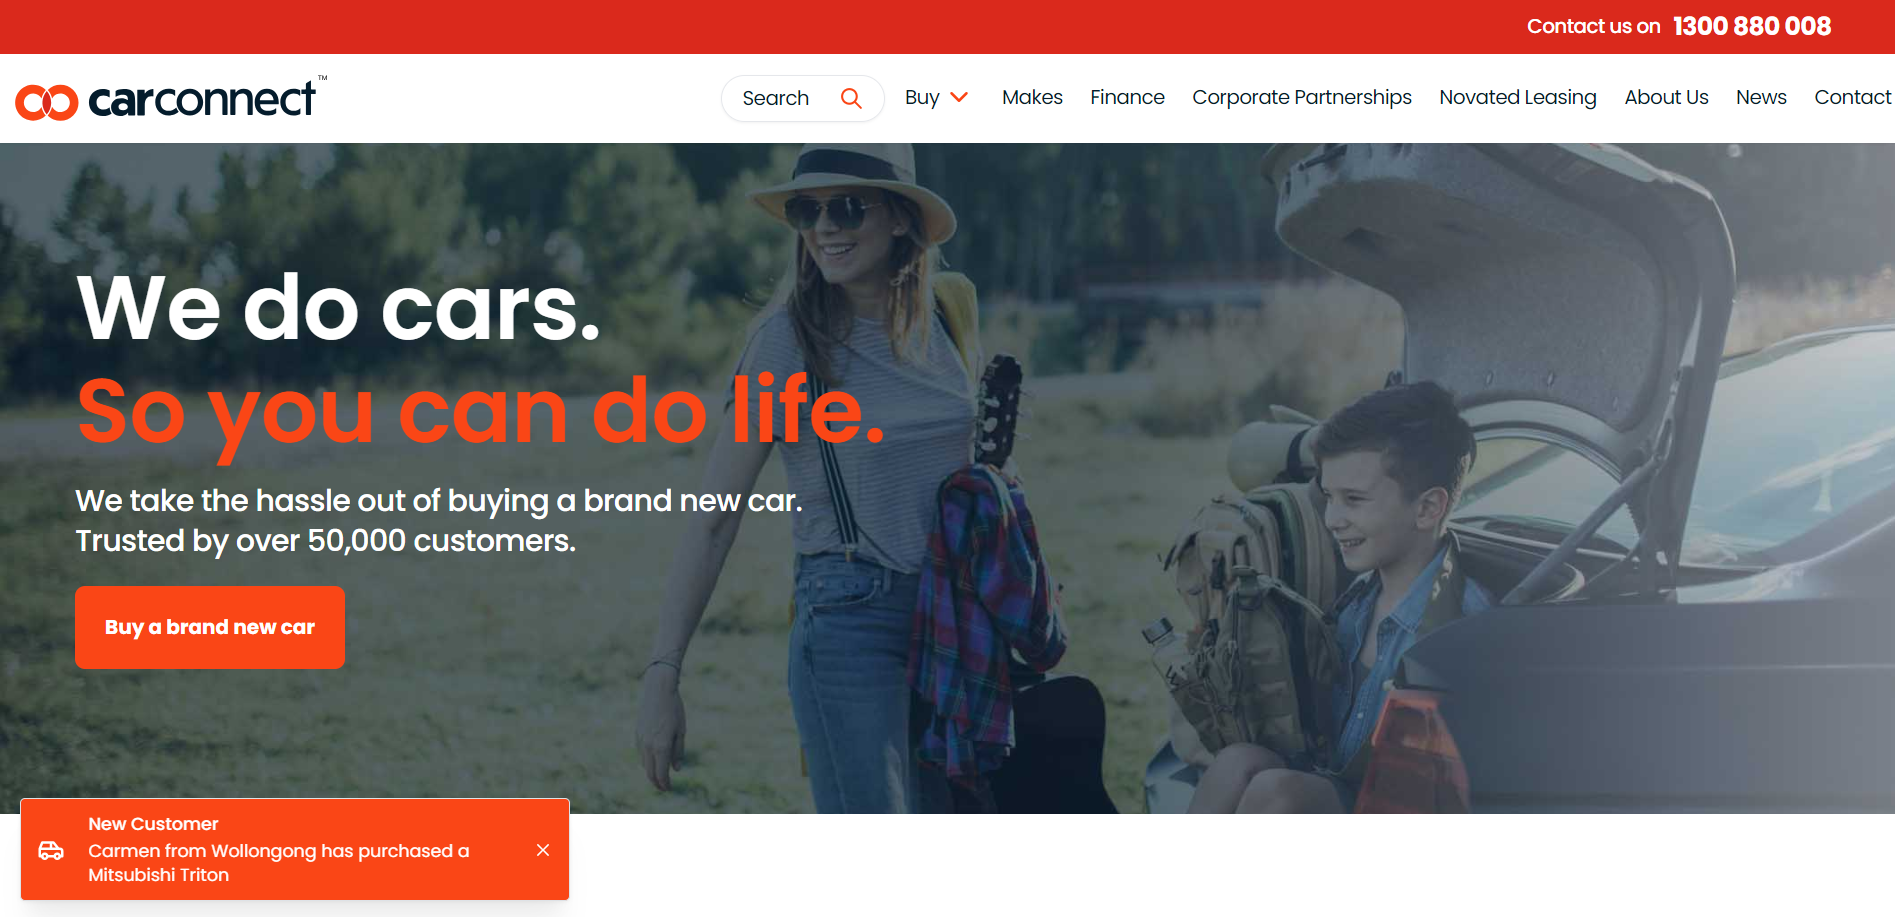 Contact us on 1300 880 008
carconnect™
Search
Buy
Makes
Finance
Corporate Partnerships
Novated Leasing
About Us
News
Contact
We do cars.
So you can do life.
We take the hassle out of buying a brand new car.
Trusted by over 50,000 customers.
Buy a brand new car
New Customer
Carmen from Wollongong has purchased a
Mitsubishi Triton